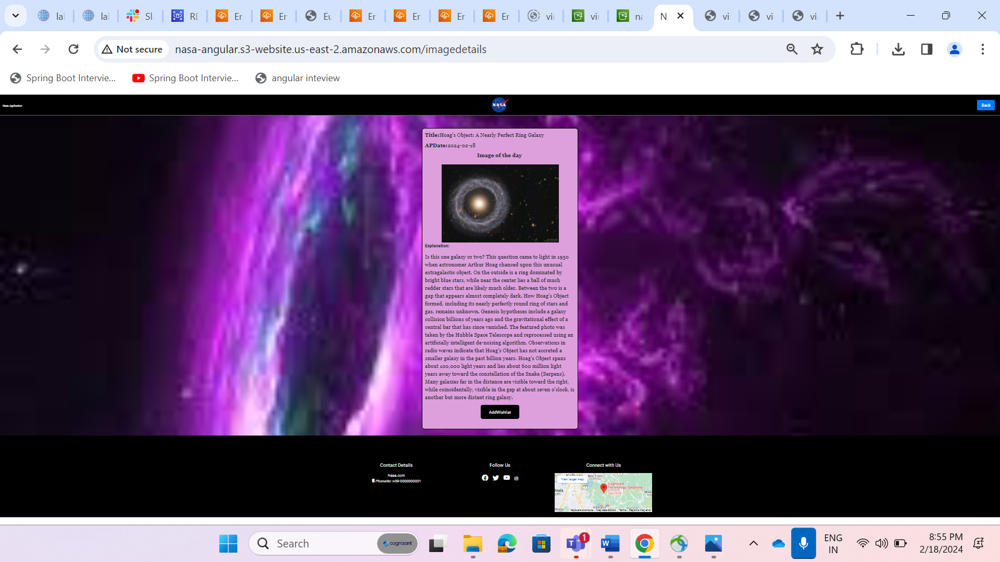 lal
lal
Sla
RD
Er
Er
Eu
Er
Er
Er
Er
vir
vir
na
N
vi
vi
vi
Not secure
nasa-angular.s3-website.us-east-2.amazonaws.com/imagedetails
Spring Boot Intervie...
Spring Boot Intervie...
angular inteview
Nasa Application
NASA
Back
Title:Hoag's Object: A Nearly Perfect Ring Galaxy
APDate:2024-02-18
Image of the day
Explanation:
Is this one galaxy or two? This question came to light in 1950
when astronomer Arthur Hoag chanced upon this unusual
extragalactic object. On the outside is a ring dominated by
bright blue stars, while near the center lies a ball of much
redder stars that are likely much older. Between the two is a
gap that appears almost completely dark. How Hoag's Object
formed, including its nearly perfectly round ring of stars and
gas, remains unknown. Genesis hypotheses include a galaxy
collision billions of years ago and the gravitational effect of a
central bar that has since vanished. The featured photo was
taken by the Hubble Space Telescope and reprocessed using an
artificially intelligent de-noising algorithm. Observations in
radio waves indicate that Hoag's Object has not accreted a
smaller galaxy in the past billion years. Hoag's Object spans
about 100,000 light years and lies about 600 million light
years away toward the constellation of the Snake (Serpens).
Many galaxies far in the distance are visible toward the right,
while coincidentally, visible in the gap at about seven o'clock, is
another but more distant ring galaxy.
AddWishlist
Contact Details
Nasa.com
PhoneNo:+09-0000000001
Follow Us
Connect with Us
View larger map
Kolkata
New Town
Cognizant
Technology Solutions
Google
Keyboard shortcuts
Map data ©2024
Terms
Report a map error
Search
cognizant
1
ENG
IN
8:55 PM
2/18/2024